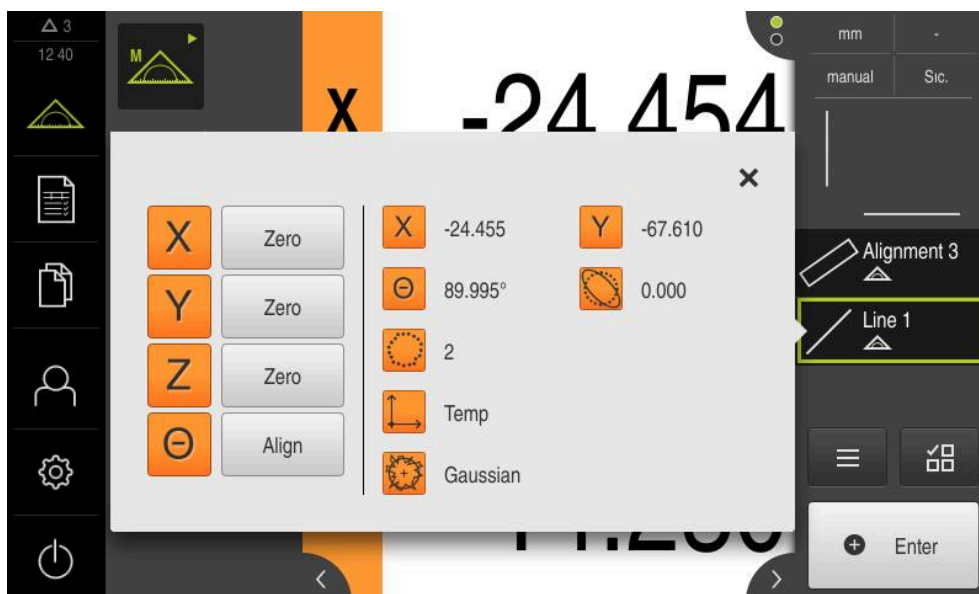 3
12 40
M
X
-24.454
mm
-
manual
Sıc.
X Zero
Y Zero
Z Zero
Θ Align
X -24.455
Y -67.610
Θ 89.995°
0.000
2
Temp
Gaussian
Alignment 3
Line 1
Enter